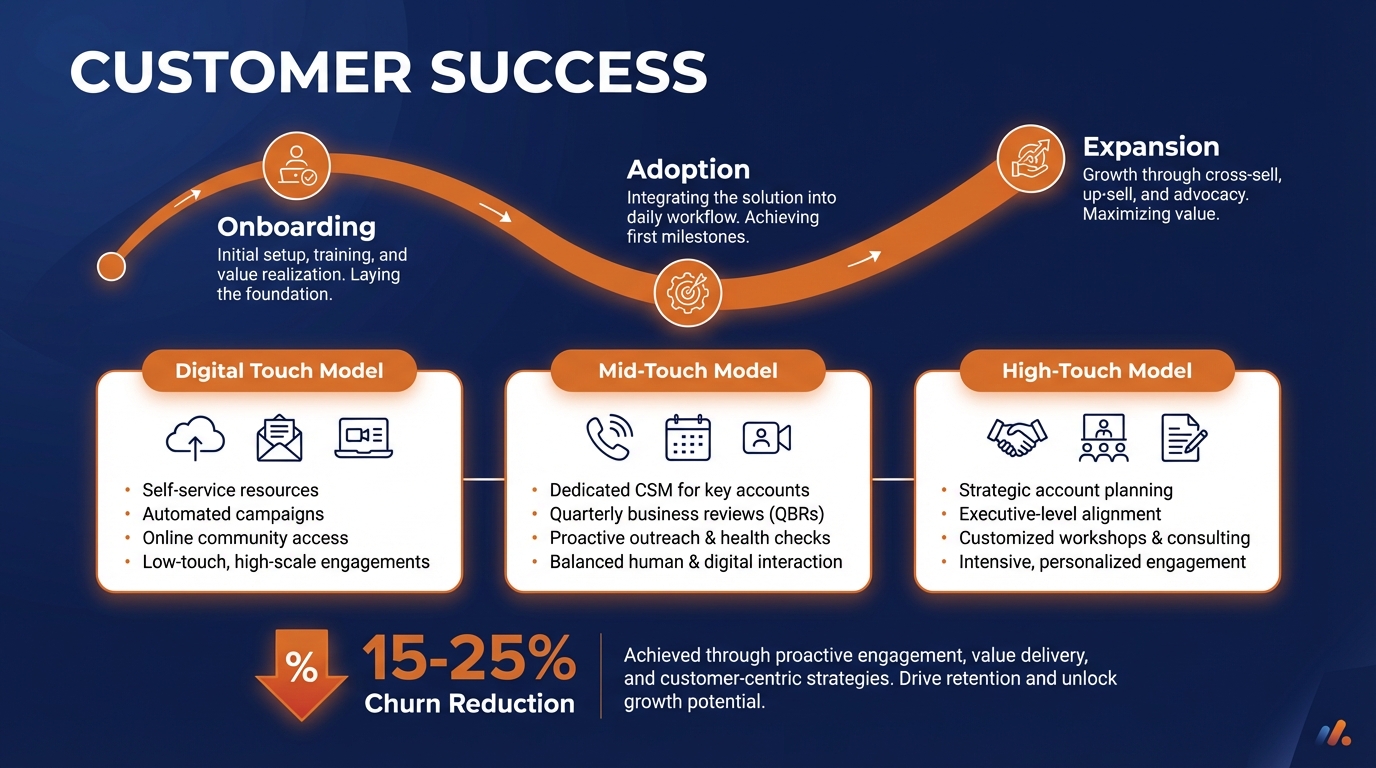 CUSTOMER SUCCESS
Onboarding
Initial setup, training, and
value realization. Laying
the foundation.
Adoption
Integrating the solution into
daily workflow. Achieving
first milestones.
Expansion
Growth through cross-sell,
up-sell, and advocacy.
Maximizing value.
Digital Touch Model
• Self-service resources
• Automated campaigns
• Online community access
• Low-touch, high-scale engagements
Mid-Touch Model
• Dedicated CSM for key accounts
• Quarterly business reviews (QBRs)
• Proactive outreach & health checks
• Balanced human & digital interaction
High-Touch Model
• Strategic account planning
• Executive-level alignment
• Customized workshops & consulting
• Intensive, personalized engagement
%
15-25%
Churn Reduction
Achieved through proactive engagement, value delivery,
and customer-centric strategies. Drive retention and unlock
growth potential.